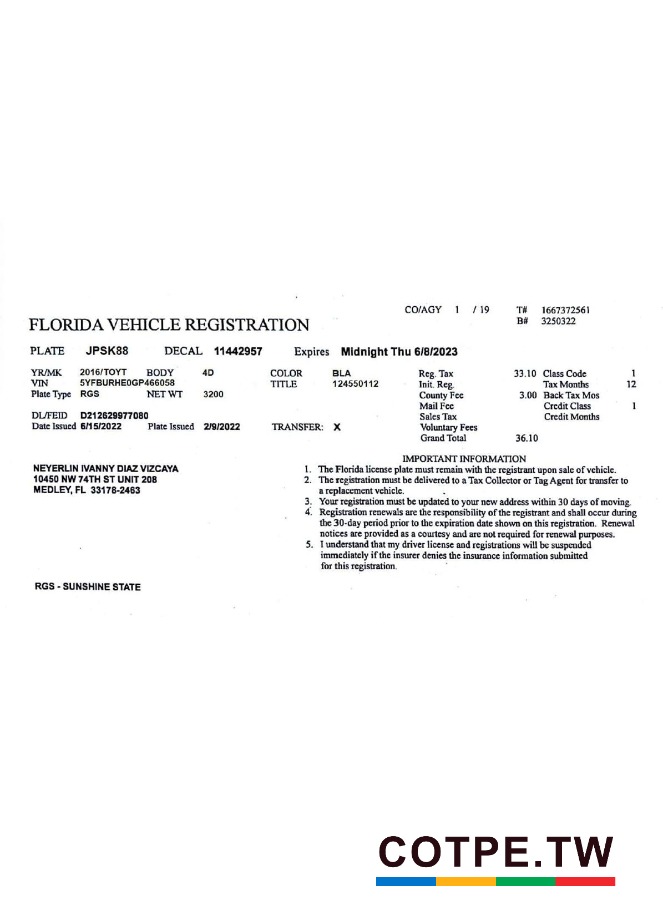 CO/AGY 1 / 19 T# 1667372561
B# 3250322
FLORIDA VEHICLE REGISTRATION
PLATE JPSK88 DECAL 11442957 Expires Midnight Thu 6/8/2023
YR/MK 2016/TOYT BODY 4D COLOR BLA Reg. Tax 33.10 Class Code 1
VIN 5YFBURHE0GP466058 TITLE 124550112 Init. Reg. Tax Months 12
Plate Type RGS NET WT 3200 County Fee 3.00 Back Tax Mos
Mail Fee Credit Class 1
DL/FEID D212629977080 Sales Tax Credit Months
Date Issued 6/15/2022 Plate Issued 2/9/2022 TRANSFER: X Voluntary Fees
Grand Total 36.10
IMPORTANT INFORMATION
NEYERLIN IVANNY DIAZ VIZCAYA
10450 NW 74TH ST UNIT 208
MEDLEY, FL 33178-2463
1. The Florida license plate must remain with the registrant upon sale of vehicle.
2. The registration must be delivered to a Tax Collector or Tag Agent for transfer to
a replacement vehicle.
3. Your registration must be updated to your new address within 30 days of moving.
4. Registration renewals are the responsibility of the registrant and shall occur during
the 30-day period prior to the expiration date shown on this registration. Renewal
notices are provided as a courtesy and are not required for renewal purposes.
5. I understand that my driver license and registrations will be suspended
immediately if the insurer denies the insurance information submitted
for this registration.
RGS - SUNSHINE STATE
COTPE.TW